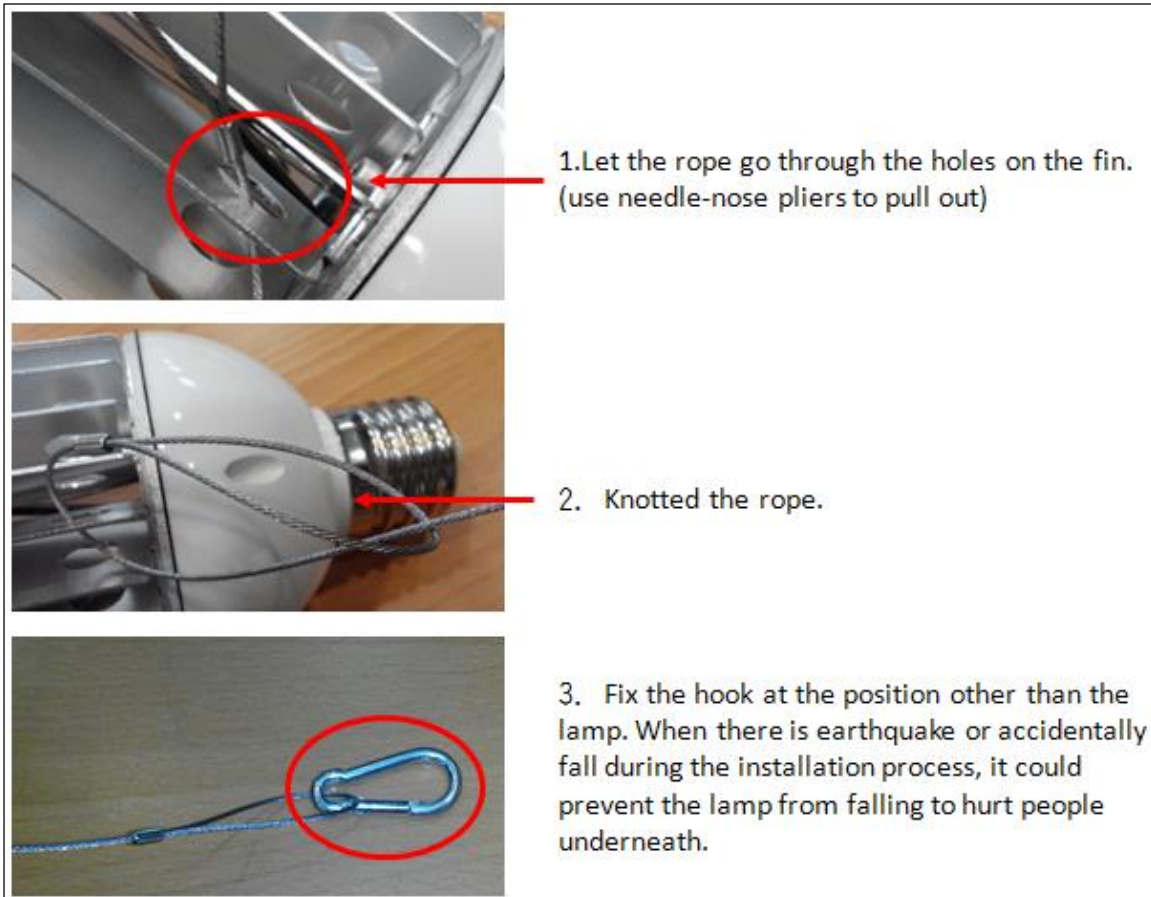 1.Let the rope go through the holes on the fin.
(use needle-nose pliers to pull out)
2. Knotted the rope.
3. Fix the hook at the position other than the
lamp. When there is earthquake or accidentally
fall during the installation process, it could
prevent the lamp from falling to hurt people
underneath.